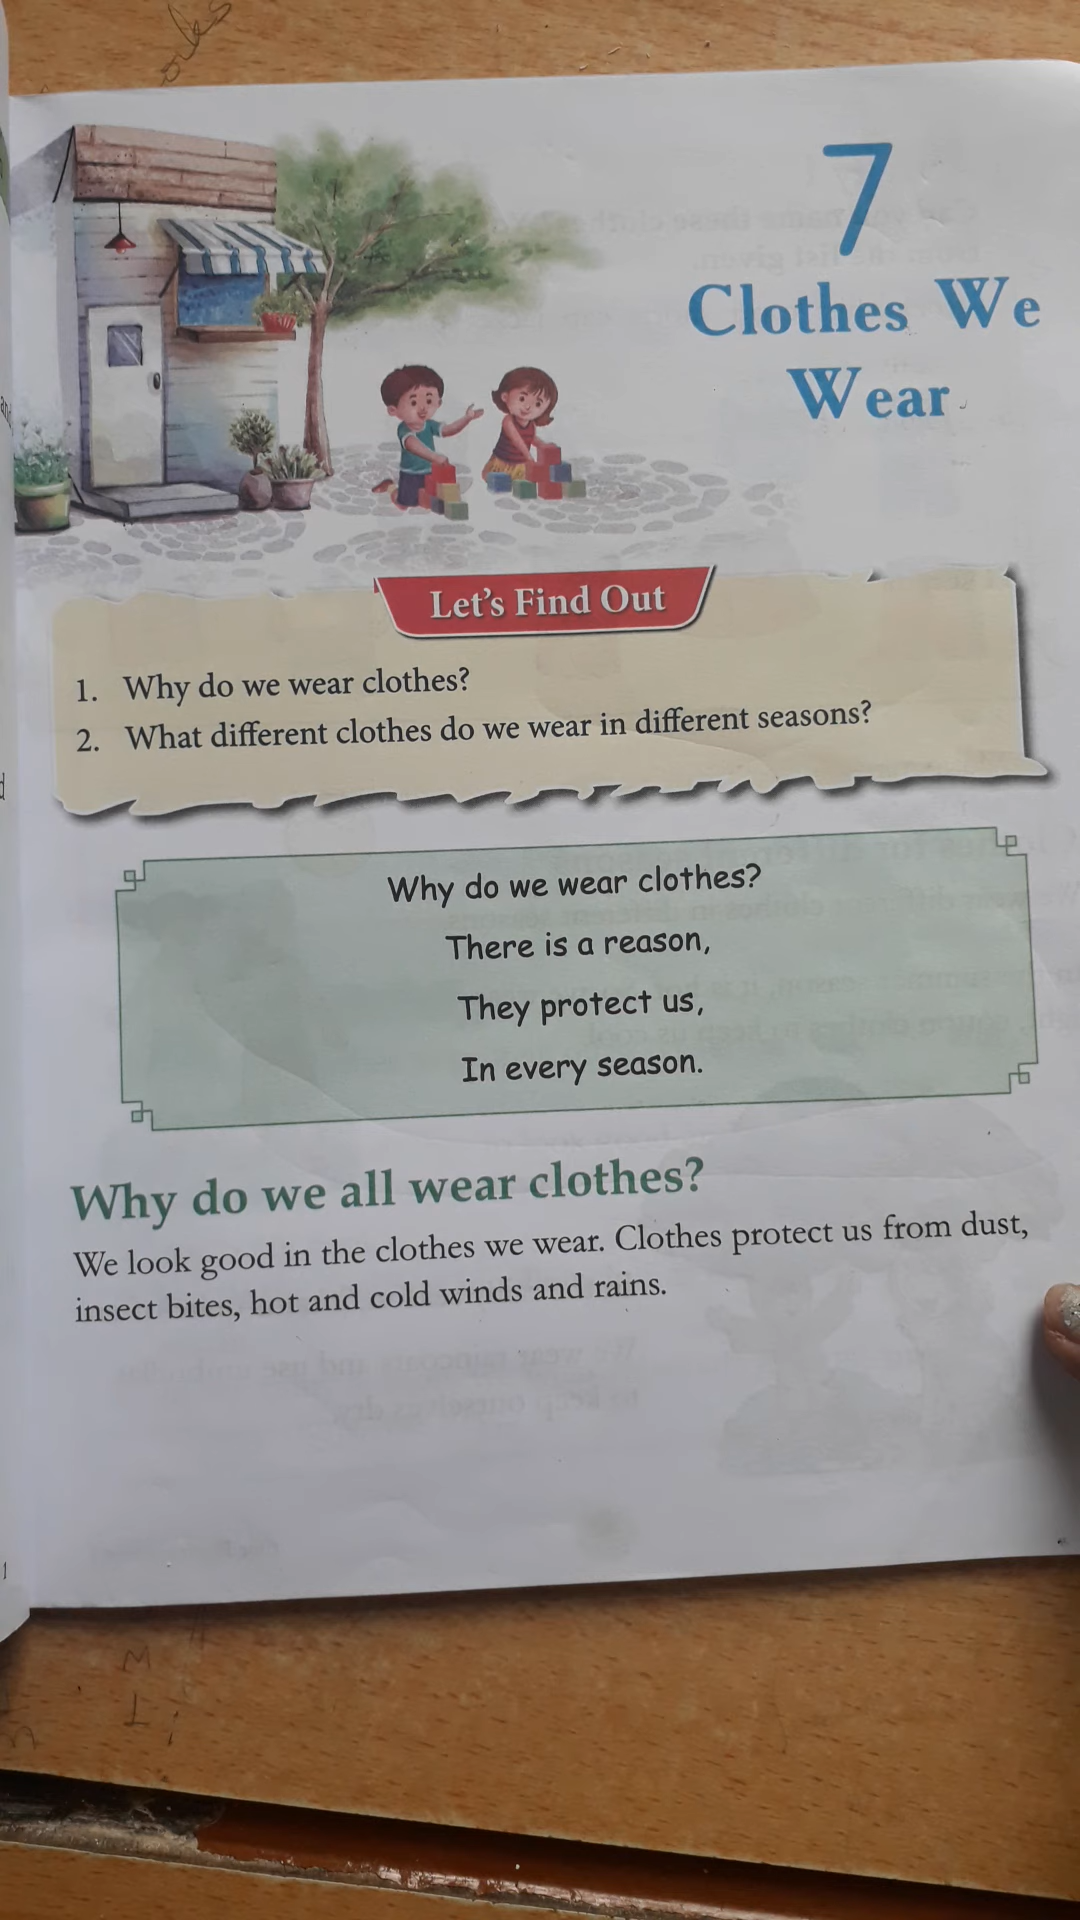 7
Clothes We
Wear
Let's Find Out
1. Why do we wear clothes?
2. What different clothes do we wear in different seasons?
Why do we wear clothes?
There is a reason,
They protect us,
In every season.
Why do we all wear clothes?
We look good in the clothes we wear. Clothes protect us from dust,
insect bites, hot and cold winds and rains.